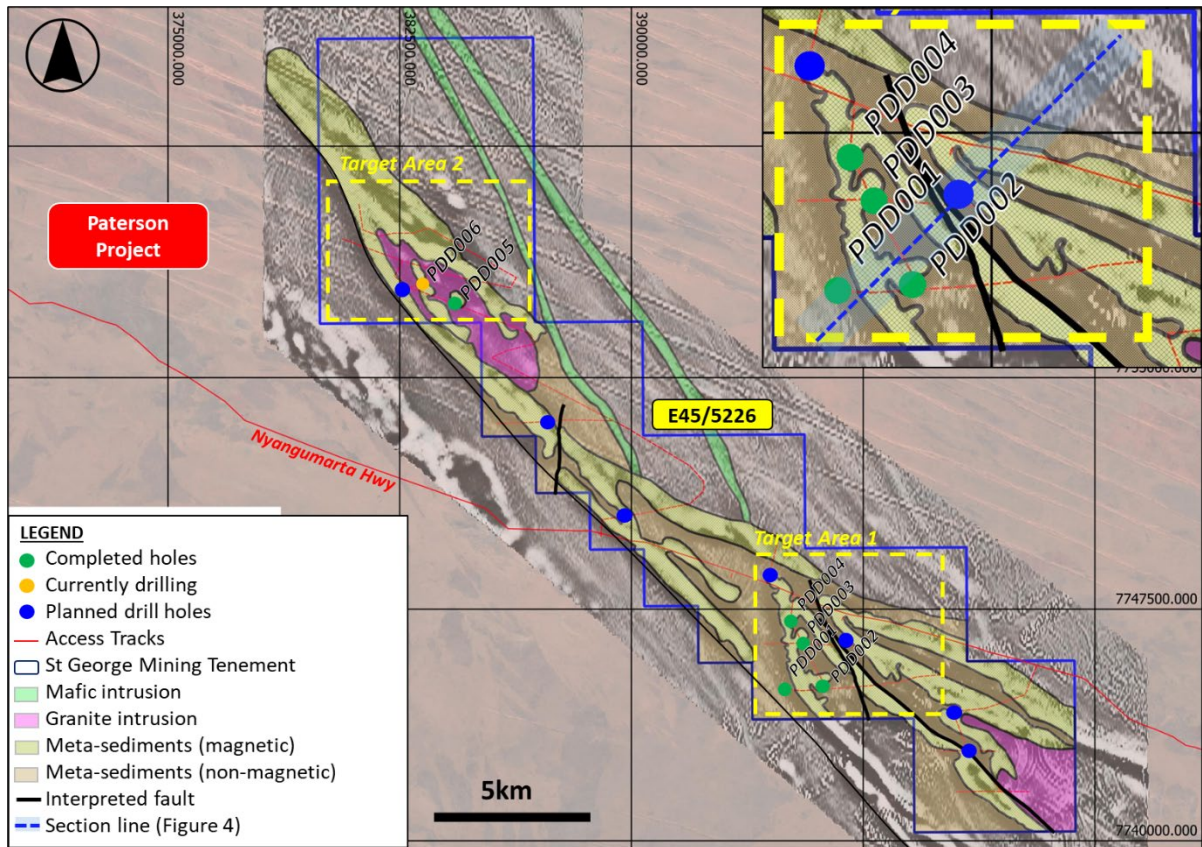 375000.000
382500.000
390000.000
Target Area 2
Paterson
Project
PDD006
PDD005
Nyangumarta Hwy
E45/5226
PDD004
PDD003
PDD001
PDD002
Target Area 1
PDD004
PDD003
PDD001
PDD002
7747500.000
7740000.000
LEGEND
Completed holes
Currently drilling
Planned drill holes
Access Tracks
St George Mining Tenement
Mafic intrusion
Granite intrusion
Meta-sediments (magnetic)
Meta-sediments (non-magnetic)
Interpreted fault
Section line (Figure 4)
5km